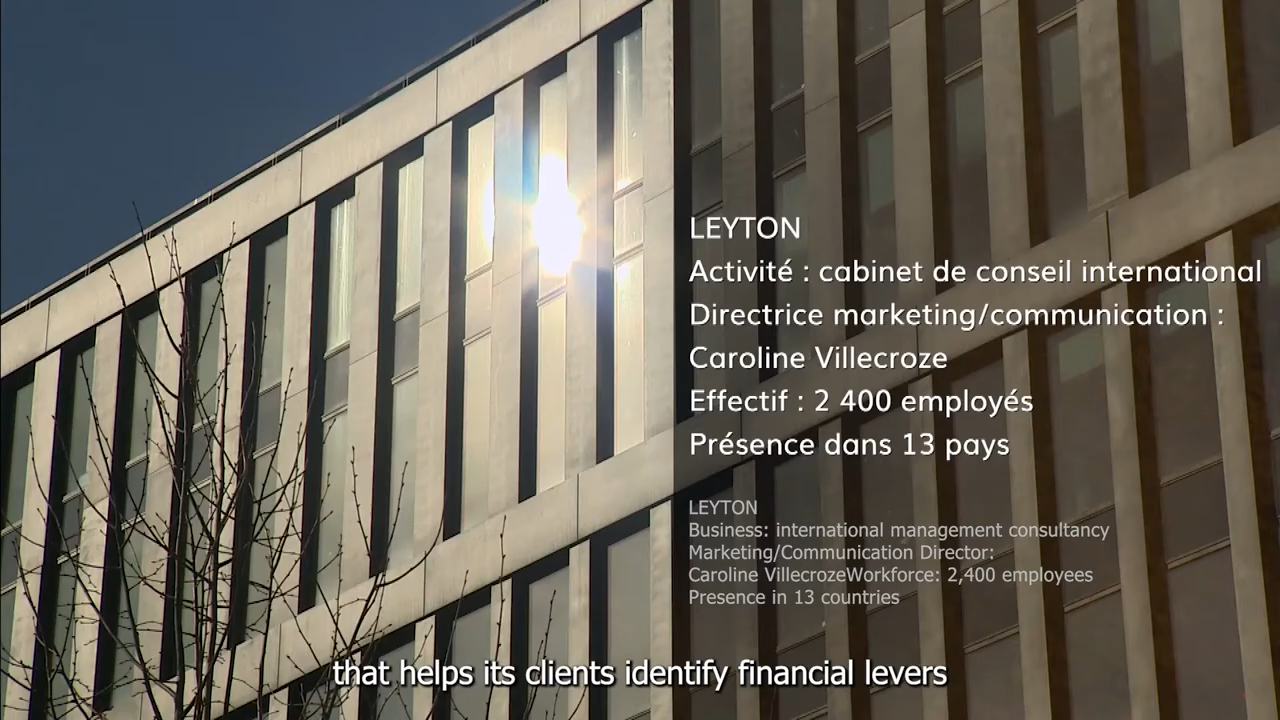 LEYTON
Activité : cabinet de conseil international
Directrice marketing/communication :
Caroline Villecroze
Effectif : 2 400 employés
Présence dans 13 pays
LEYTON
Business: international management consultancy
Marketing/Communication Director:
Caroline VillecrozeWorkforce: 2,400 employees
Presence in 13 countries
that helps its clients identify financial levers